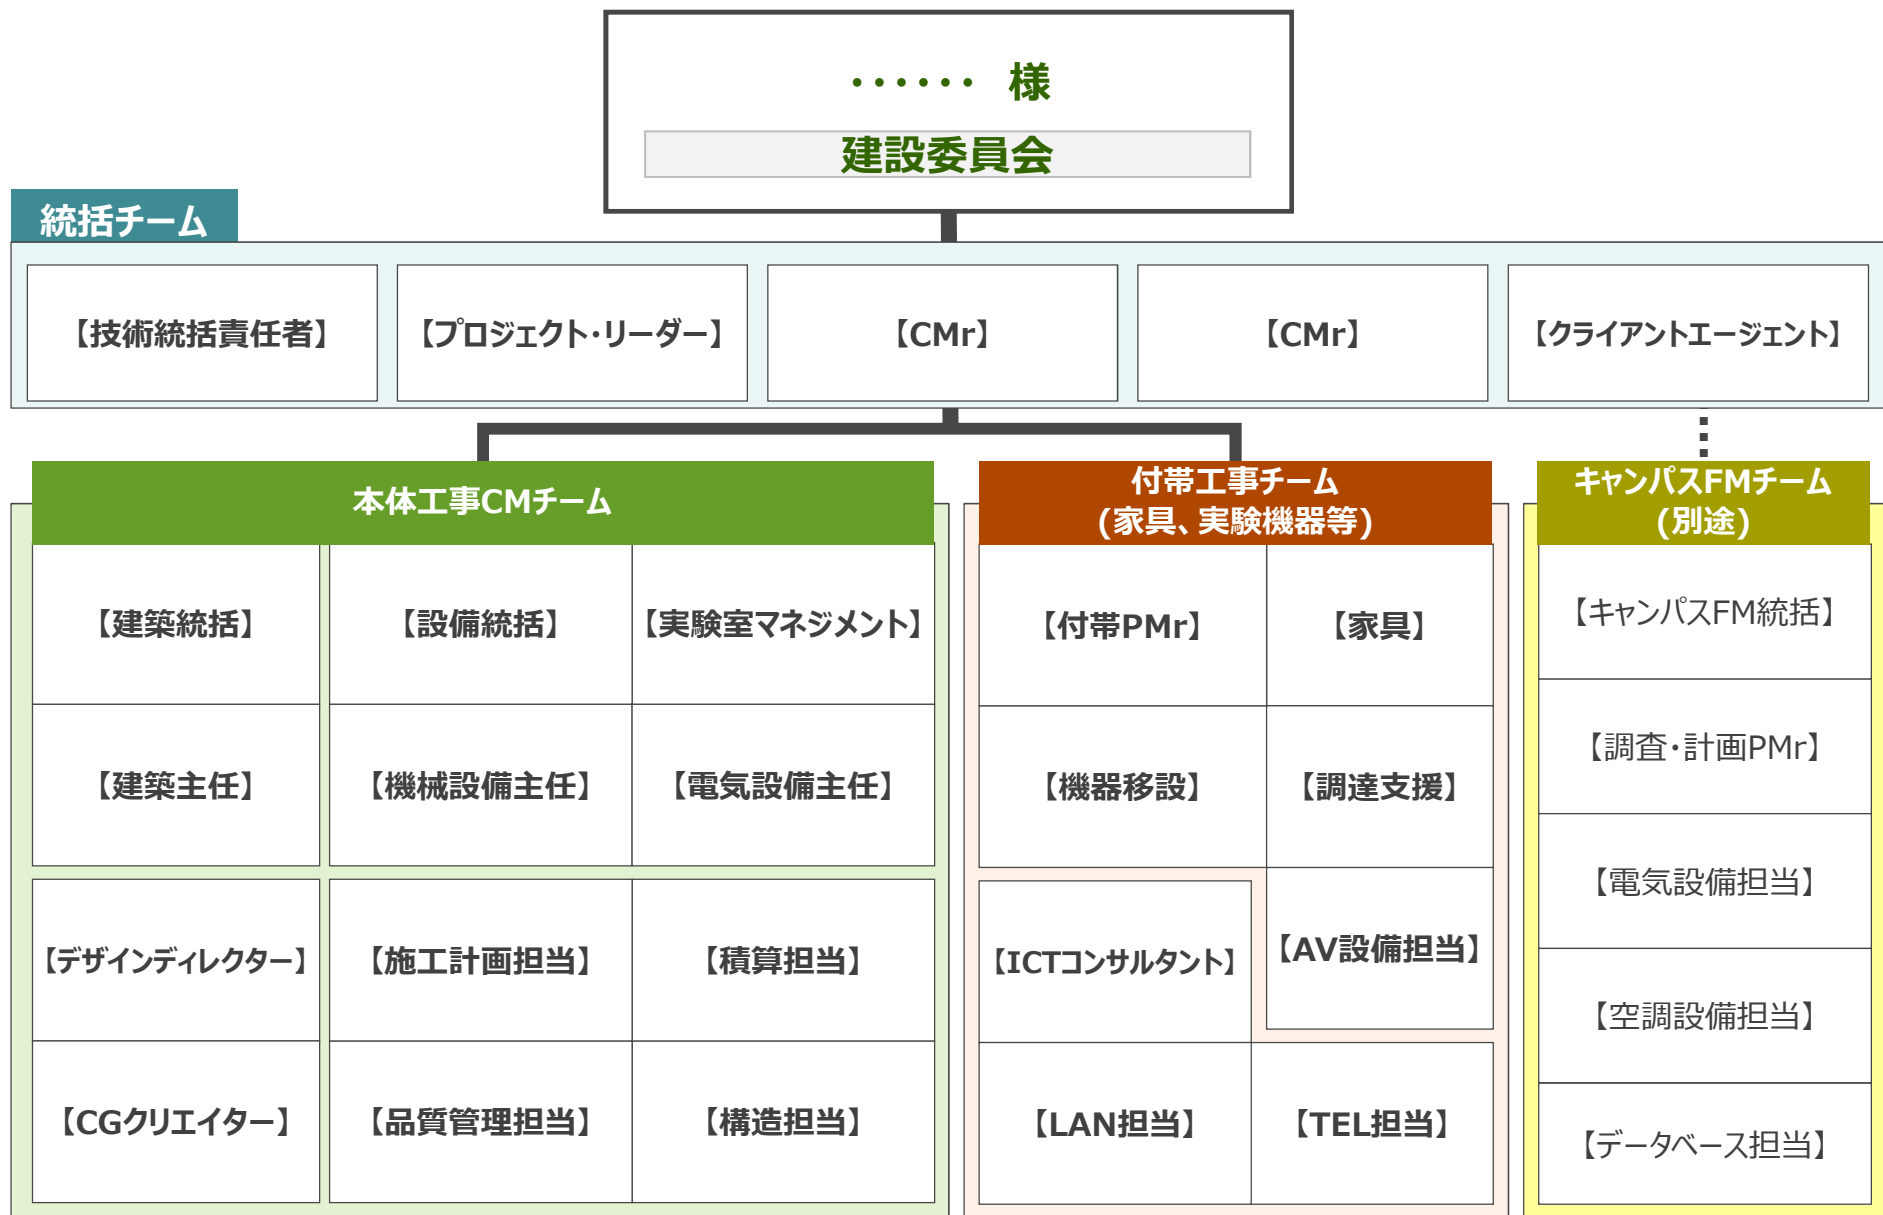 ・・・・・・ 様
建設委員会
統括チーム
【技術統括責任者】
【プロジェクト・リーダー】
【CMr】
【CMr】
【クライアントエージェント】
本体工事CMチーム
【建築統括】
【設備統括】
【実験室マネジメント】
【建築主任】
【機械設備主任】
【電気設備主任】
【デザインディレクター】
【施工計画担当】
【積算担当】
【CGクリエイター】
【品質管理担当】
【構造担当】
付帯工事チーム
(家具、実験機器等)
【付帯PMr】
【家具】
【機器移設】
【調達支援】
【ICTコンサルタント】
【AV設備担当】
【LAN担当】
【TEL担当】
キャンパスFMチーム
(別途)
【キャンパスFM統括】
【調査・計画PMr】
【電気設備担当】
【空調設備担当】
【データベース担当】